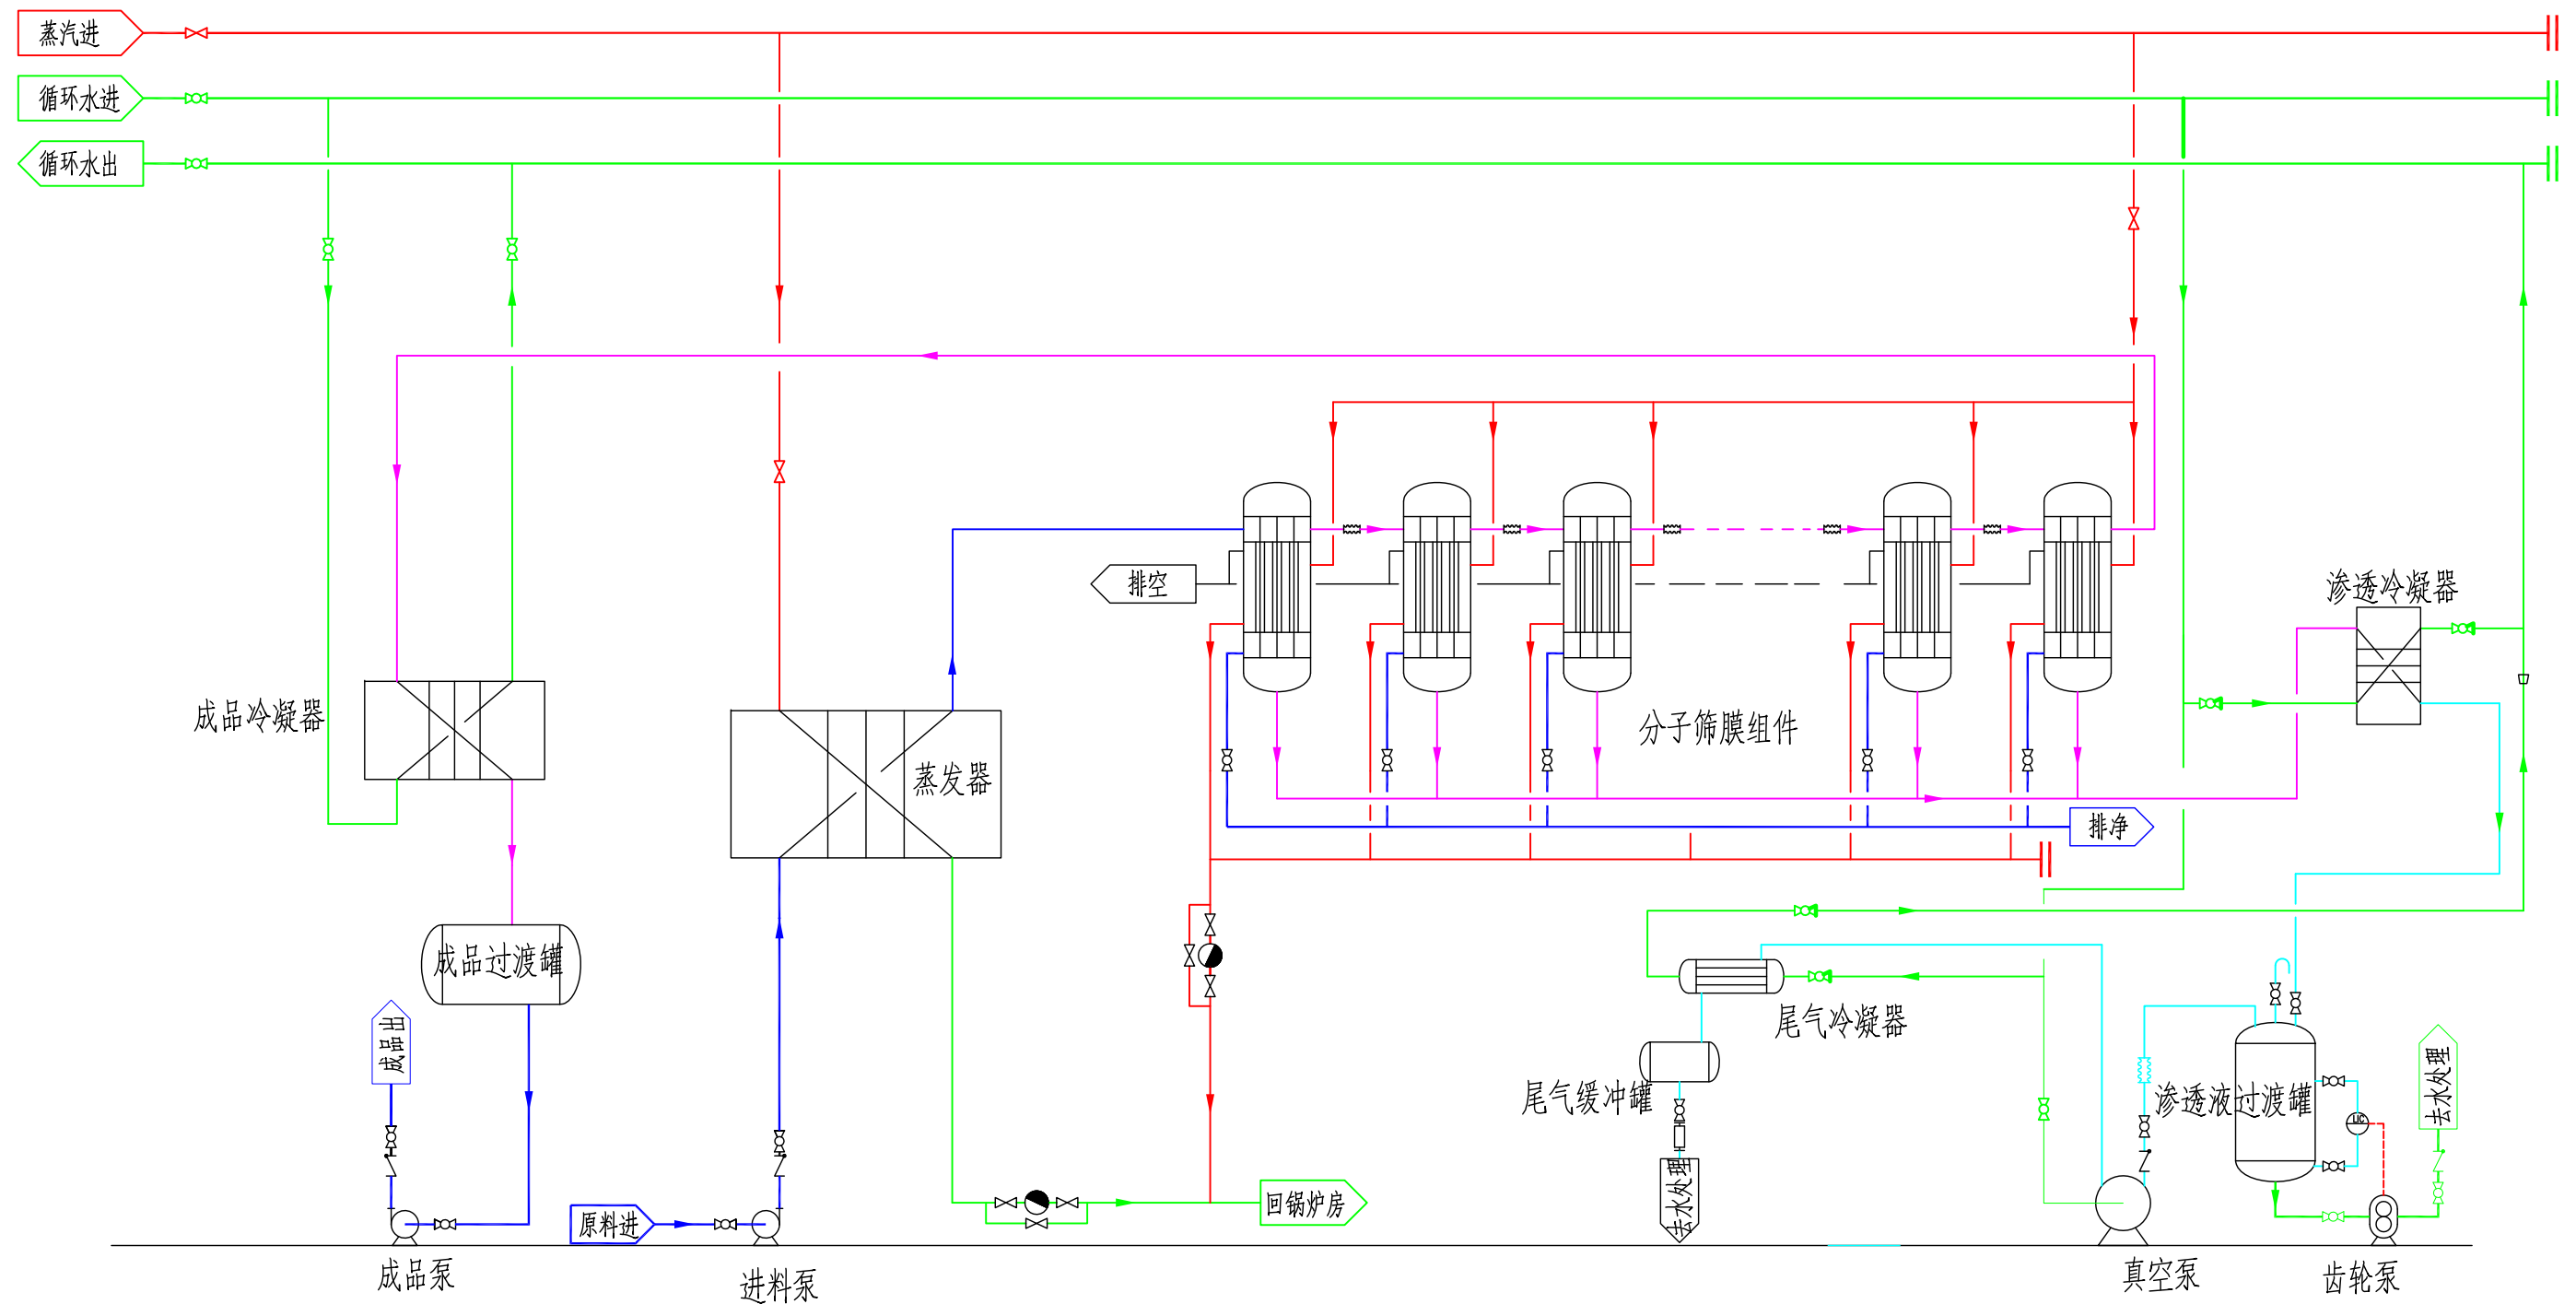 蒸汽进
循环水进
循环水出
排空
渗透冷凝器
成品冷凝器
分子筛膜组件
蒸发器
排净
成品过渡罐
成品出
尾气冷凝器
尾气缓冲罐
去水处理
渗透液过渡罐
LIC
去水处理
原料进
回锅炉房
成品泵
进料泵
真空泵
齿轮泵